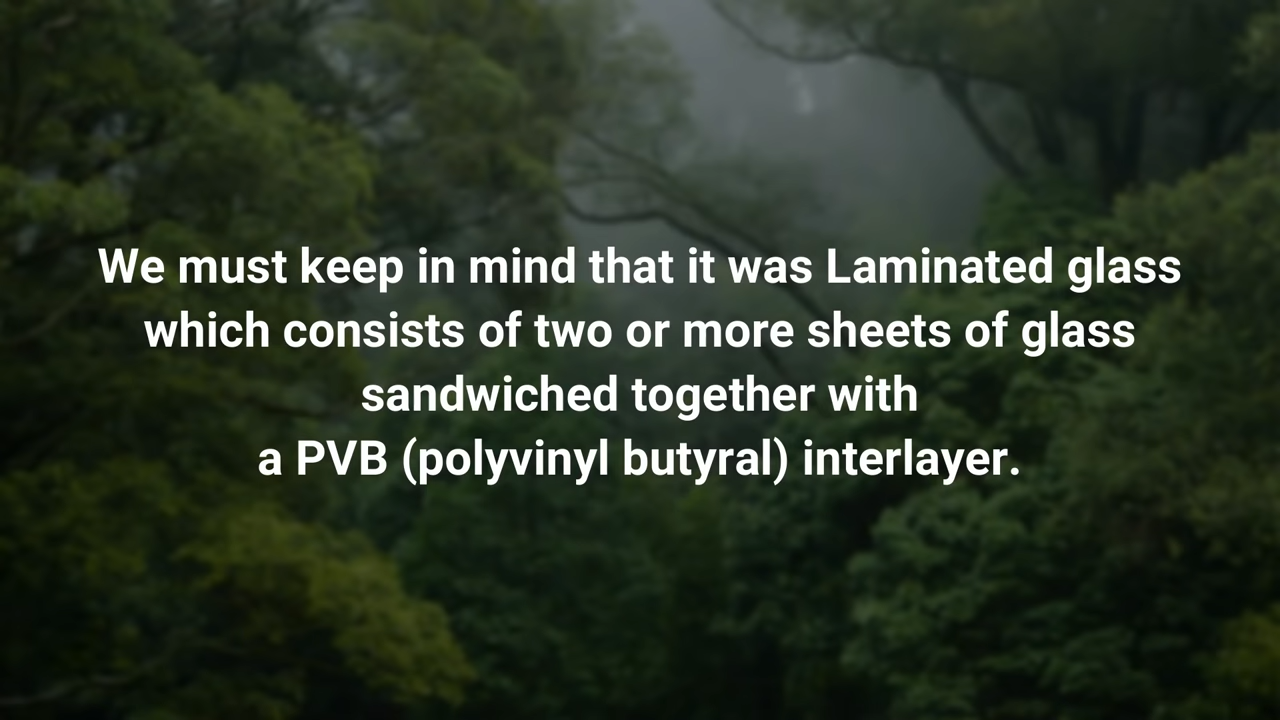 We must keep in mind that it was Laminated glass
which consists of two or more sheets of glass
sandwiched together with
a PVB (polyvinyl butyral) interlayer.